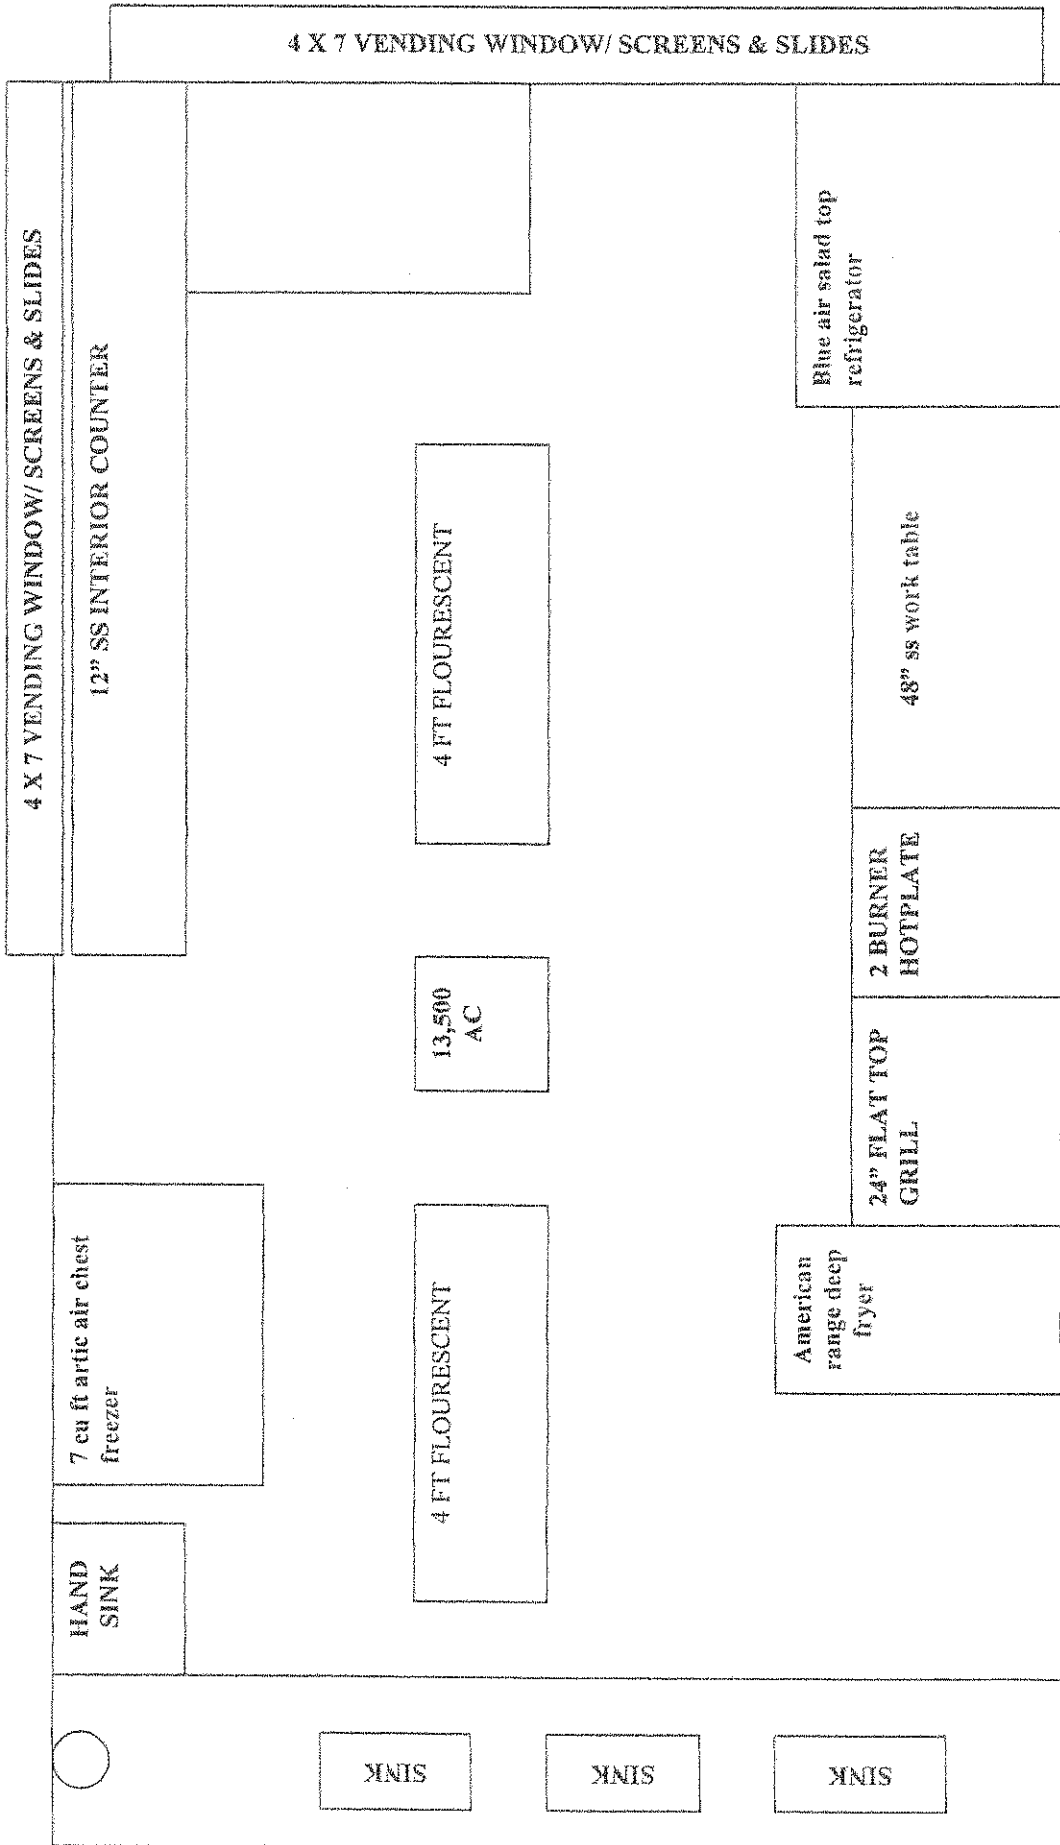 4 X 7 VENDING WINDOW/ SCREENS & SLIDES
4 X 7 VENDING WINDOW/ SCREENS & SLIDES
12" SS INTERIOR COUNTER
Blue air salad top
refrigerator
4 FT FLOURESCENT
48" ss work table
13,500
AC
2 BURNER
HOTPLATE
24" FLAT TOP
GRILL
7 cu ft artic air chest
freezer
4 FT FLOURESCENT
American
range deep
fryer
HAND
SINK
SINK
SINK
SINK